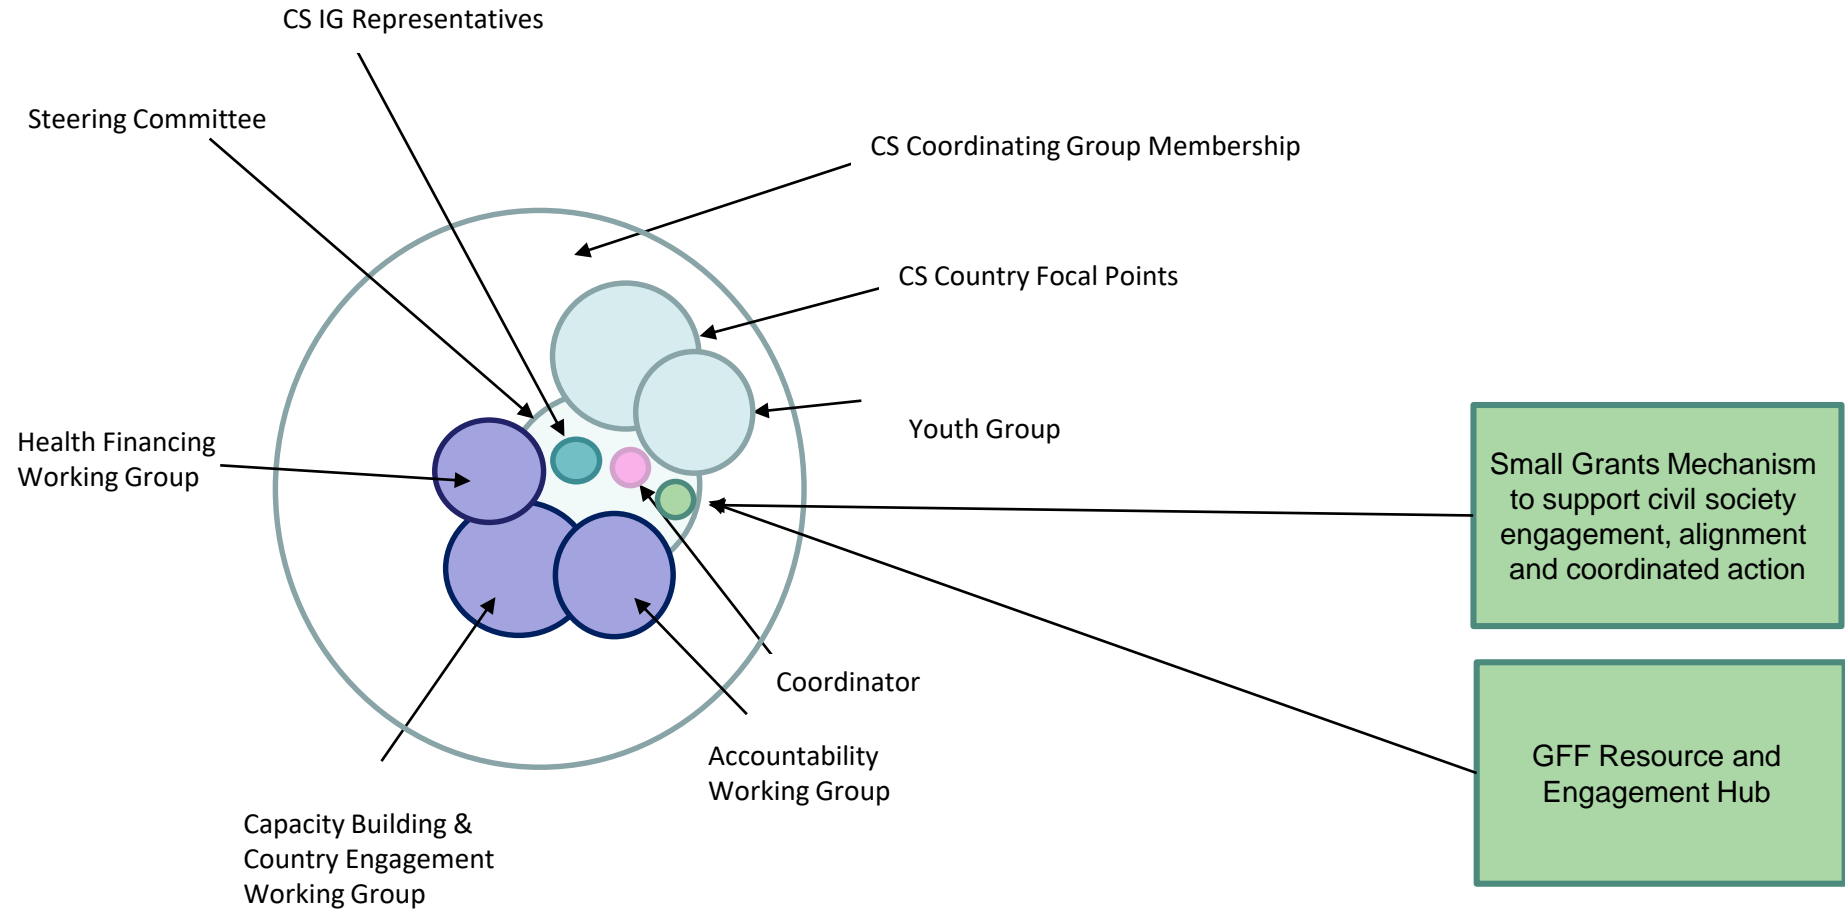 CS IG Representatives
Steering Committee
CS Coordinating Group Membership
CS Country Focal Points
Youth Group
Health Financing
Working Group
Small Grants Mechanism
to support civil society
engagement, alignment
and coordinated action
Coordinator
Accountability
Working Group
GFF Resource and
Engagement Hub
Capacity Building &
Country Engagement
Working Group